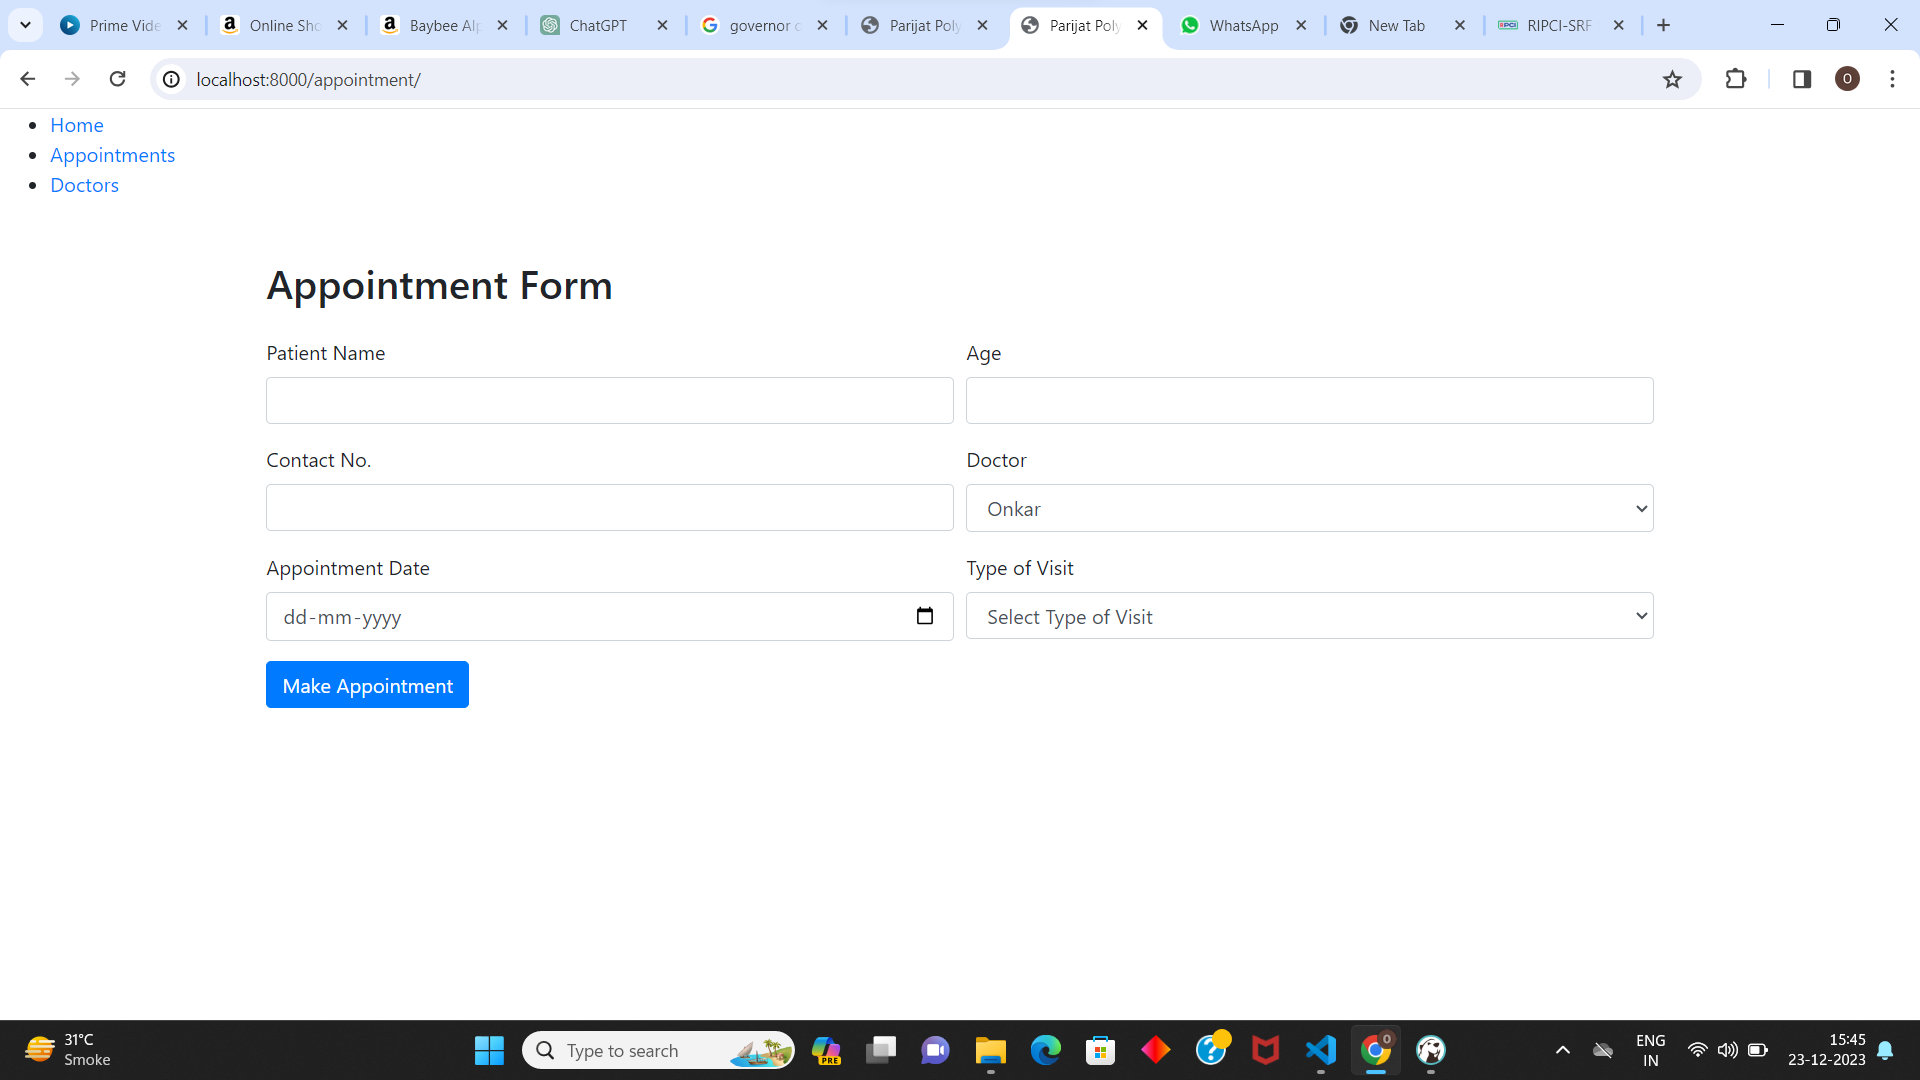 Prime Vide
Online Sho
Baybee Alp
ChatGPT
governor o
Parijat Poly
Parijat Poly
WhatsApp
New Tab
RIPCI-SRF
localhost:8000/appointment/
O
Home
Appointments
Doctors
Appointment Form
Patient Name
Age
Contact No.
Doctor
Onkar
Appointment Date
Type of Visit
dd-mm-yyyy
Select Type of Visit
Make Appointment
31°C
Smoke
Type to search
PRE
ENG
IN
15:45
23-12-2023